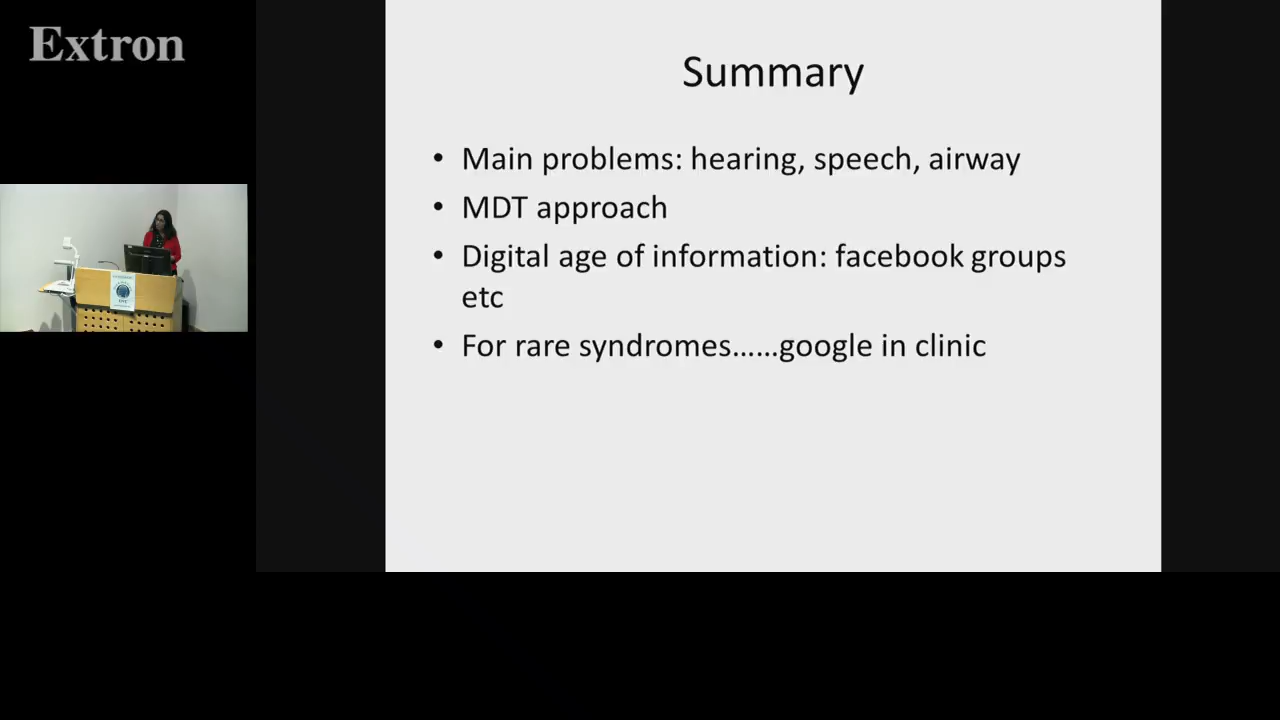 Extron
Summary
• Main problems: hearing, speech, airway
• MDT approach
• Digital age of information: facebook groups
etc
• For rare syndromes……google in clinic